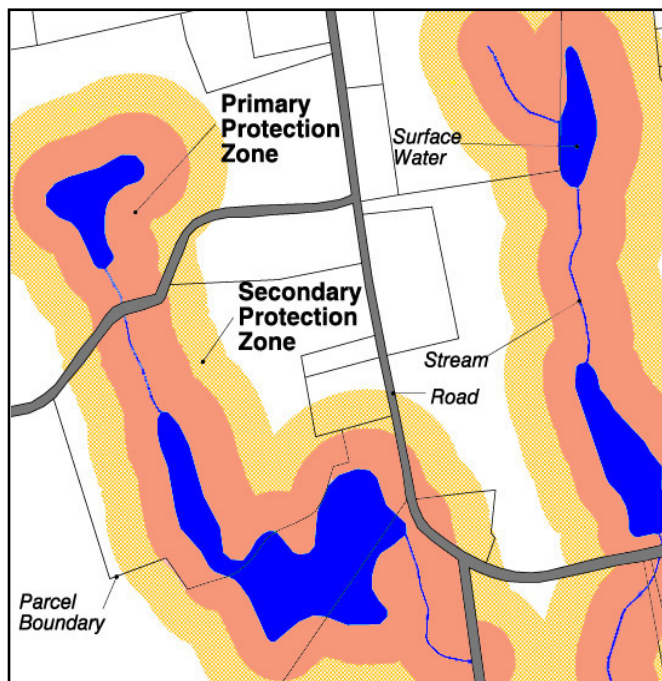 Primary
Protection
Zone
Surface
Water
Secondary
Protection
Zone
Stream
Road
Parcel
Boundary